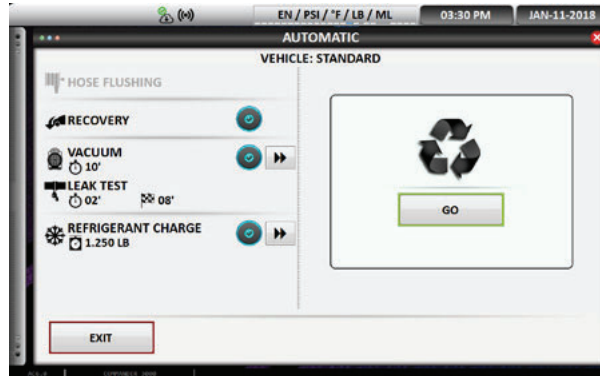 EN / PSI / °F / LB / ML 03:30 PM JAN-11-2018
AUTOMATIC
VEHICLE: STANDARD
HOSE FLUSHING
RECOVERY
VACUUM
10'
LEAK TEST
02' 08'
REFRIGERANT CHARGE
1.250 LB
GO
EXIT